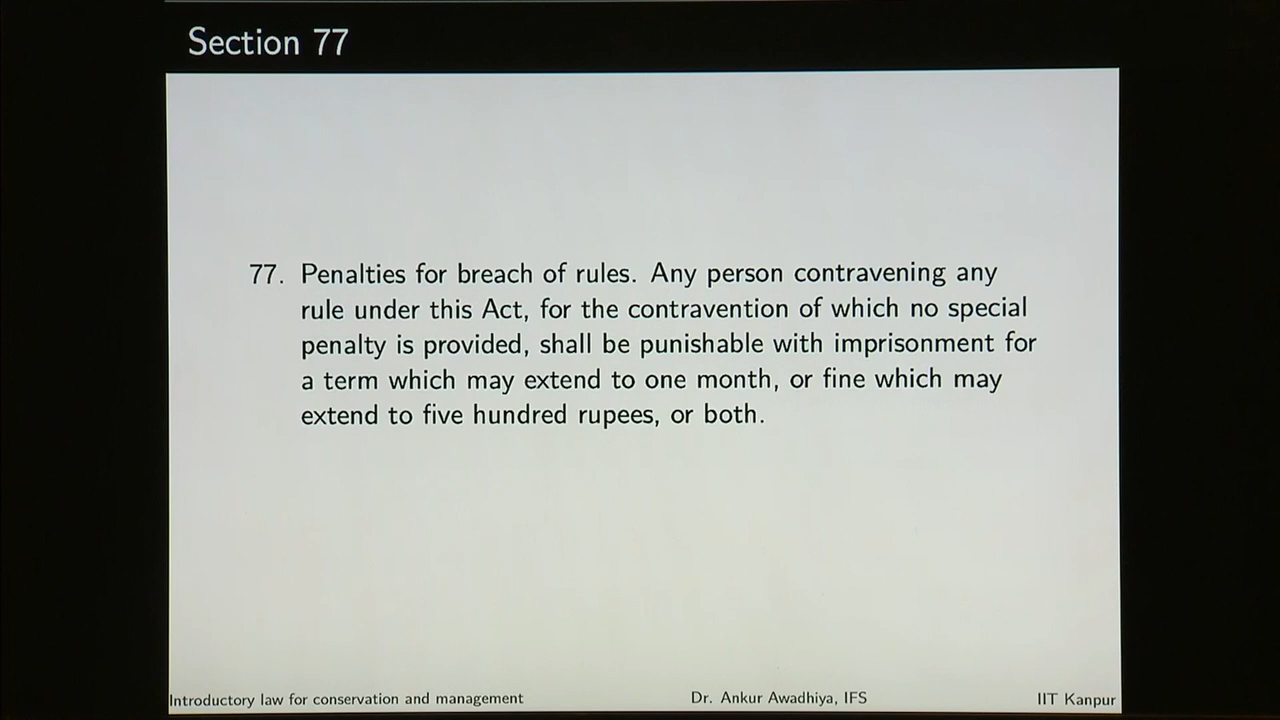 Section 77
77. Penalties for breach of rules. Any person contravening any
rule under this Act, for the contravention of which no special
penalty is provided, shall be punishable with imprisonment for
a term which may extend to one month, or fine which may
extend to five hundred rupees, or both.
Introductory law for conservation and management Dr. Ankur Awadhiya, IFS IIT Kanpur